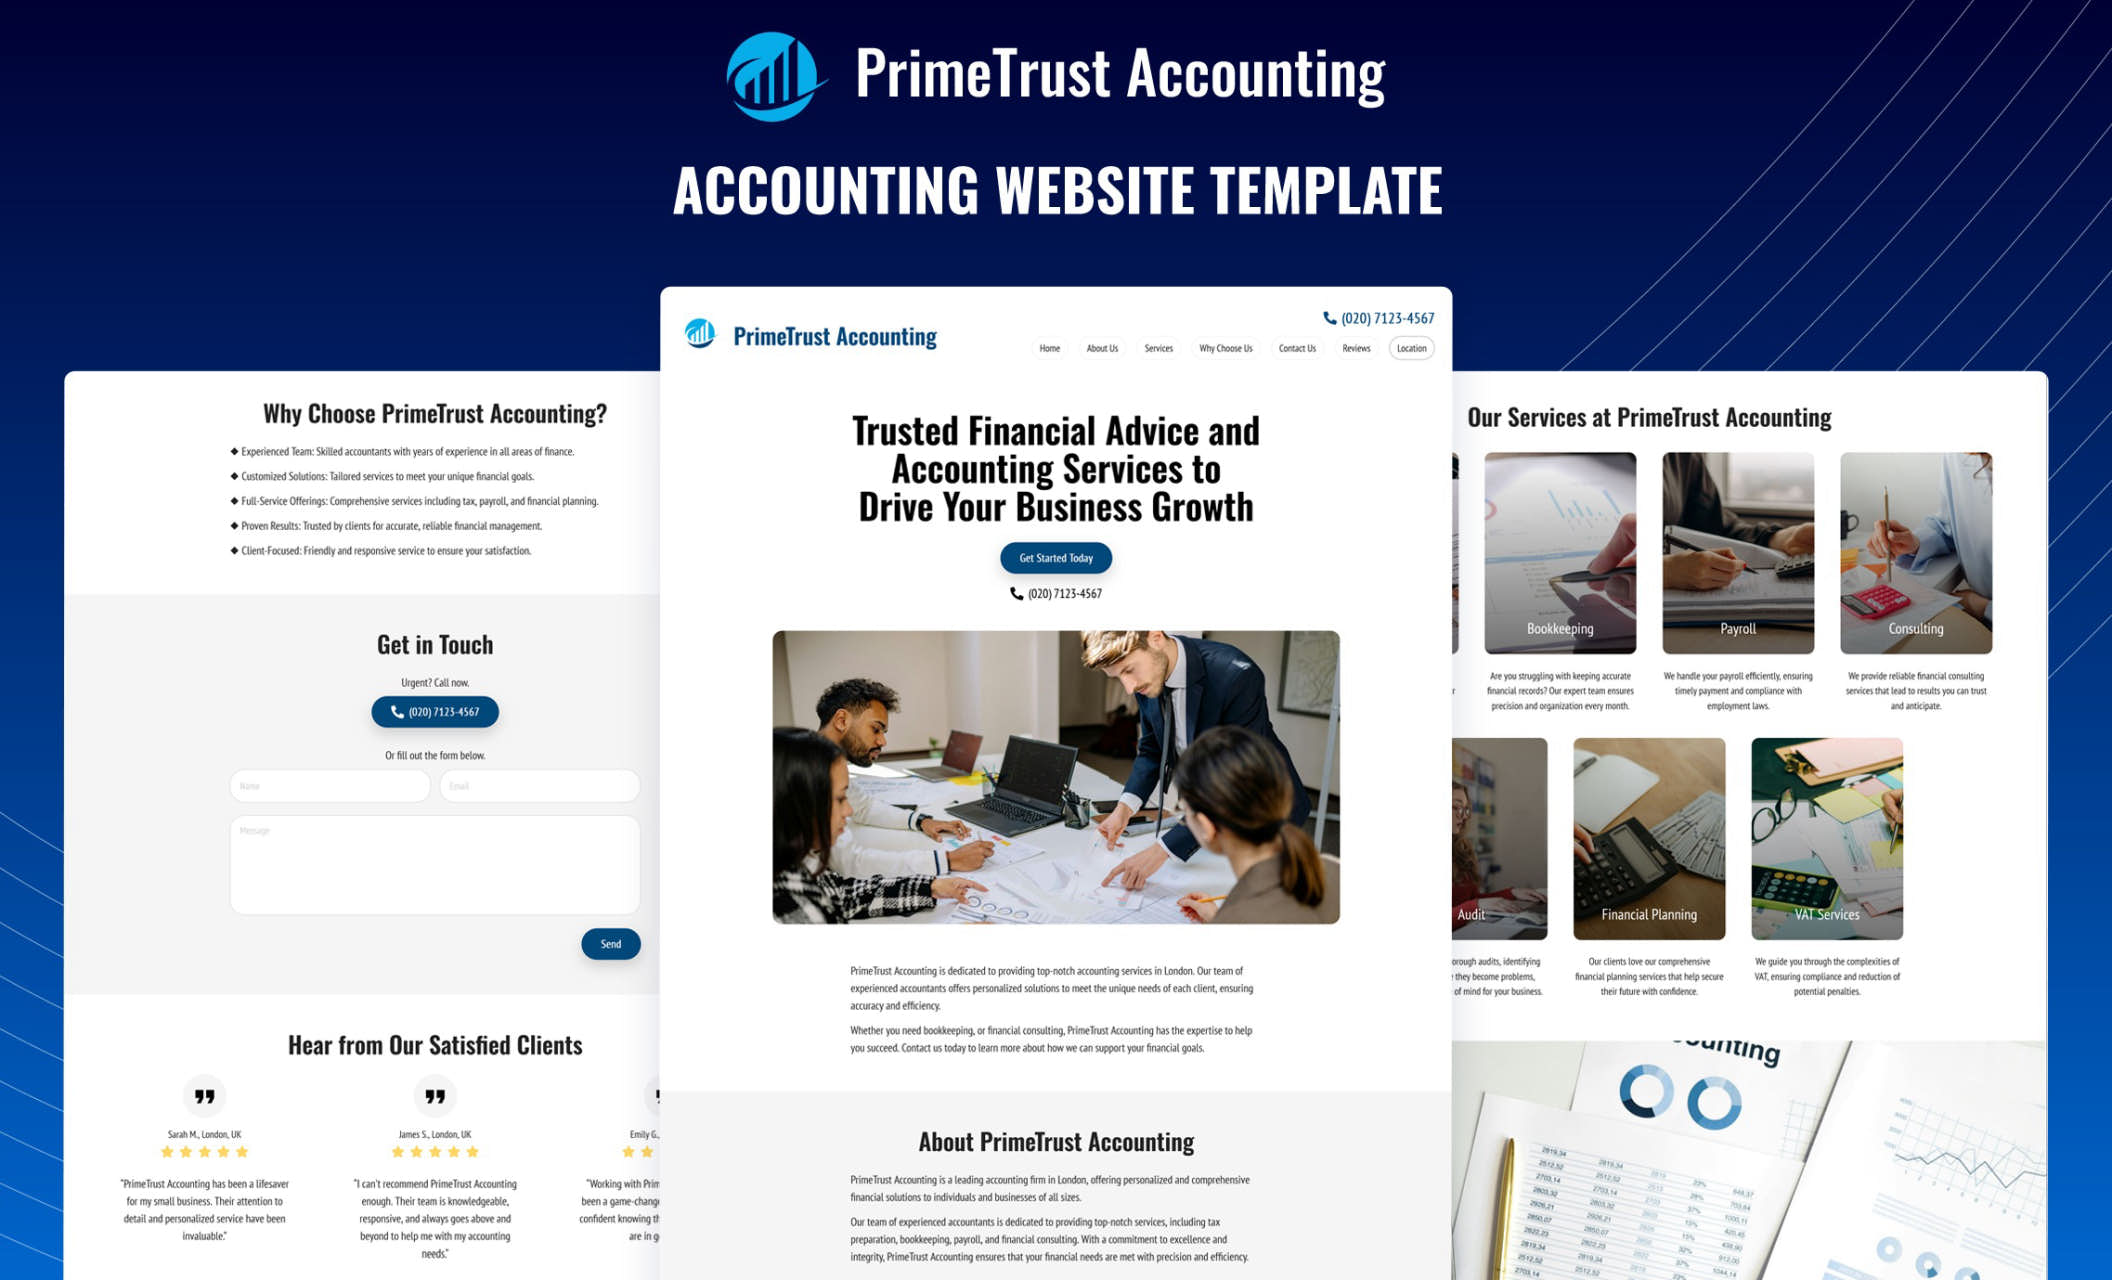 PrimeTrust Accounting
ACCOUNTING WEBSITE TEMPLATE
Why Choose PrimeTrust Accounting?
◆ Experienced Team: Skilled accountants with years of experience in all areas of finance.
◆ Customized Solutions: Tailored services to meet your unique financial goals.
◆ Full-Service Offerings: Comprehensive services including tax, payroll, and financial planning.
◆ Proven Results: Trusted by clients for accurate, reliable financial management.
◆ Client-Focused: Friendly and responsive service to ensure your satisfaction.
Get in Touch
Urgent? Call now.
(020) 7123-4567
Or fill out the form below.
Name
Email
Message
Send
Hear from Our Satisfied Clients
Sarah M., London, UK
"PrimeTrust Accounting has been a lifesaver
for my small business. Their attention to
detail and personalized service have been
invaluable."
James S., London, UK
"I can't recommend PrimeTrust Accounting
enough. Their team is knowledgeable,
responsive, and always goes above and
beyond to help me with my accounting
needs."
Emily G.,
"Working with Prim
been a game-change
confident knowing th
are in g
PrimeTrust Accounting
(020) 7123-4567
Home
About Us
Services
Why Choose Us
Contact Us
Reviews
Location
Trusted Financial Advice and
Accounting Services to
Drive Your Business Growth
Get Started Today
(020) 7123-4567
PrimeTrust Accounting is dedicated to providing top-notch accounting services in London. Our team of
experienced accountants offers personalized solutions to meet the unique needs of each client, ensuring
accuracy and efficiency.
Whether you need bookkeeping, or financial consulting, PrimeTrust Accounting has the expertise to help
you succeed. Contact us today to learn more about how we can support your financial goals.
About PrimeTrust Accounting
PrimeTrust Accounting is a leading accounting firm in London, offering personalized and comprehensive
financial solutions to individuals and businesses of all sizes.
Our team of experienced accountants is dedicated to providing top-notch services, including tax
preparation, bookkeeping, payroll, and financial consulting. With a commitment to excellence and
integrity, PrimeTrust Accounting ensures that your financial needs are met with precision and efficiency.
Our Services at PrimeTrust Accounting
Bookkeeping
Are you struggling with keeping accurate
financial records? Our expert team ensures
precision and organization every month.
Payroll
We handle your payroll efficiently, ensuring
timely payment and compliance with
employment laws.
Consulting
We provide reliable financial consulting
services that lead to results you can trust
and anticipate.
Audit
orough audits, identifying
they become problems,
of mind for your business.
Financial Planning
Our clients love our comprehensive
financial planning services that help secure
their future with confidence.
VAT Services
We guide you through the complexities of
VAT, ensuring compliance and reduction of
potential penalties.
ounting